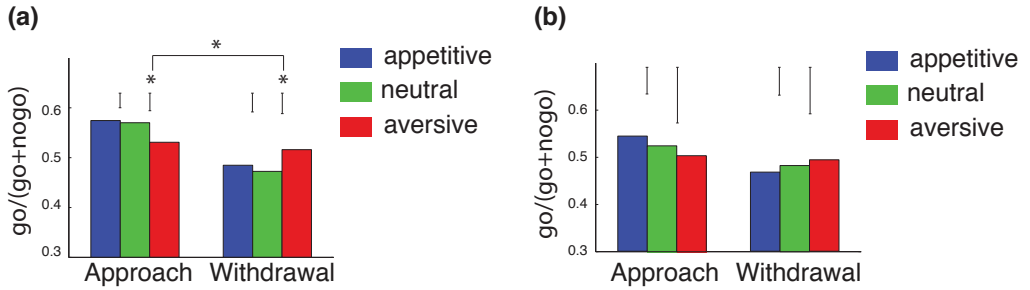 (a)
*
* *
appetitive
neutral
aversive
go/(go+nogo)
0.6
0.5
0.4
0.3
Approach Withdrawal
(b)
appetitive
neutral
aversive
go/(go+nogo)
0.6
0.5
0.4
0.3
Approach Withdrawal